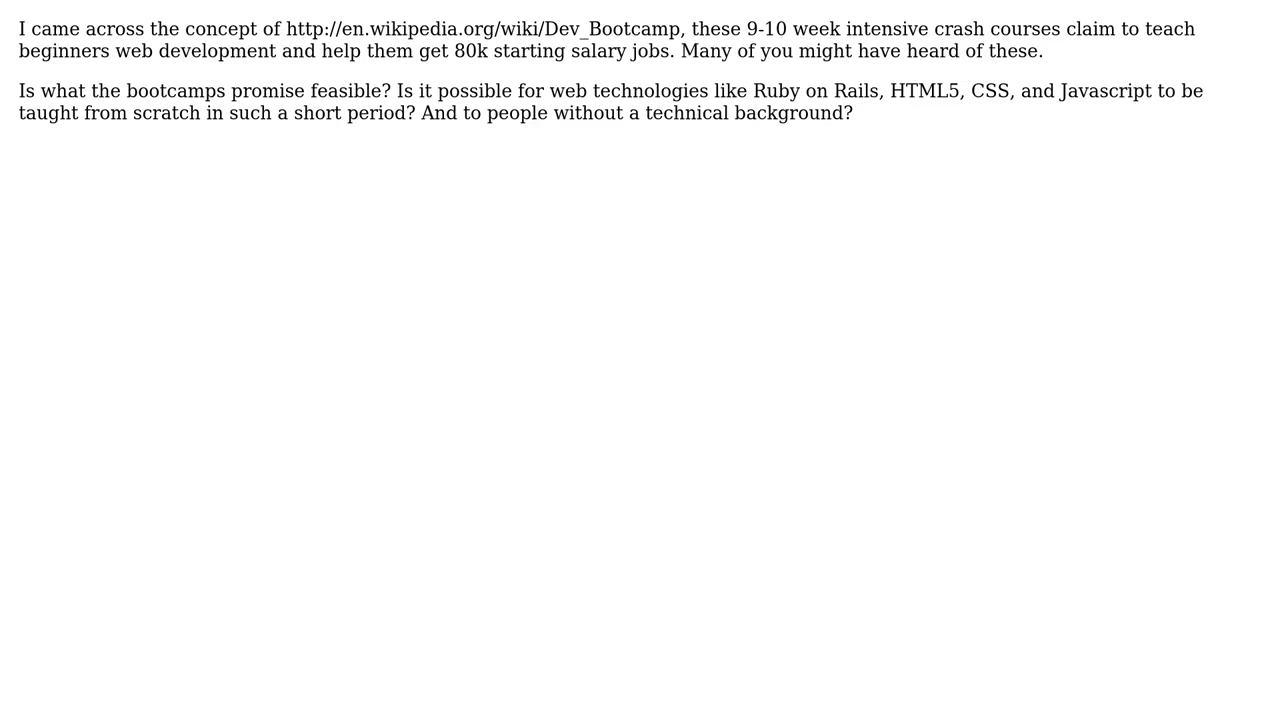 I came across the concept of http://en.wikipedia.org/wiki/Dev_Bootcamp, these 9-10 week intensive crash courses claim to teach
beginners web development and help them get 80k starting salary jobs. Many of you might have heard of these.
Is what the bootcamps promise feasible? Is it possible for web technologies like Ruby on Rails, HTML5, CSS, and Javascript to be
taught from scratch in such a short period? And to people without a technical background?